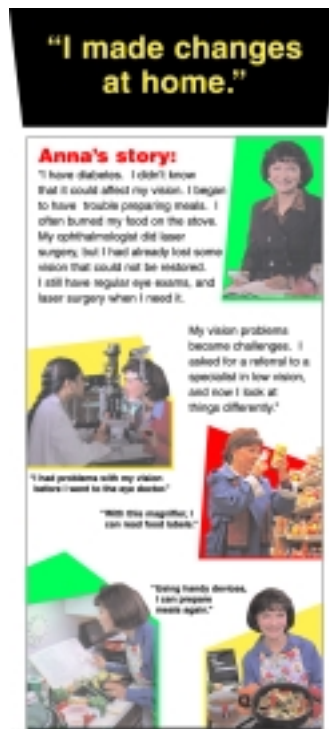 “I made changes
at home.”
Anna's story:
"I have diabetes. I didn't know
that it could affect my vision. I began
to have trouble preparing meals. I
often burned my food on the stove.
My ophthalmologist did laser
surgery, but I had already lost some
vision that could not be restored.
I still have regular eye exams, and
laser surgery when I need it.
My vision problems
became challenges. I
asked for a referral to a
specialist in low vision,
and now I look at
things differently."
"I had problems with my vision
before I went to the eye doctor."
"With this magnifier, I
can read food labels."
"Using handy devices,
I can prepare
meals again."